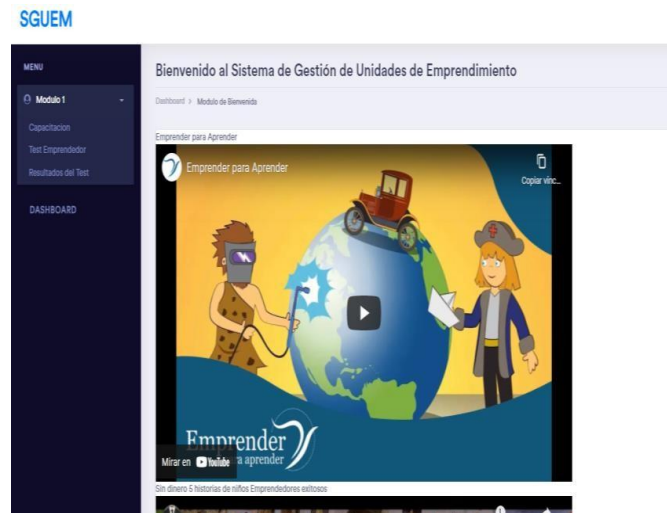 SGUEM
MENU
Modulo 1
Capacitacion
Test Emprendedor
Resultados del Test
DASHBOARD
Bienvenido al Sistema de Gestión de Unidades de Emprendimiento
Dashboard > Modulo de Bienvenida
Emprender para Aprender
Emprender para Aprender
Copiar vínc...
Emprender
para aprender
Mirar en YouTube
Sin dinero 5 historias de niños Emprendedores exitosos